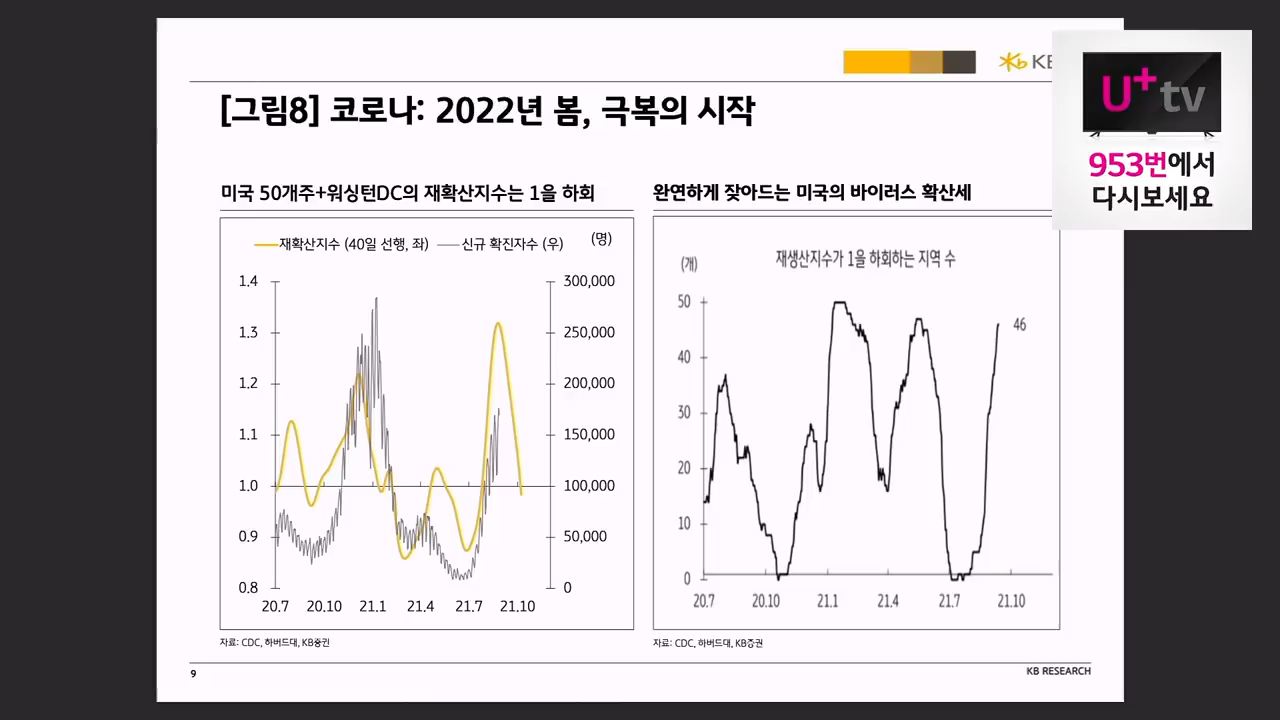 KB
[그림8] 코로나: 2022년 봄, 극복의 시작
U+tv
953번에서
다시보세요
미국 50개주+워싱턴DC의 재확산지수는 1을 하회
재확산지수 (40일 선행, 좌) 신규 확진자수 (우) (명)
1.4
1.3
1.2
1.1
1.0
0.9
0.8
300,000
250,000
200,000
150,000
100,000
50,000
0
20.7 20.10 21.1 21.4 21.7 21.10
자료: CDC, 하버드대, KB증권
완연하게 잦아드는 미국의 바이러스 확산세
(개) 재생산지수가 1을 하회하는 지역 수
50
40
30
20
10
0
46
20.7 20.10 21.1 21.4 21.7 21.10
자료: CDC, 하버드대, KB증권
9
KB RESEARCH